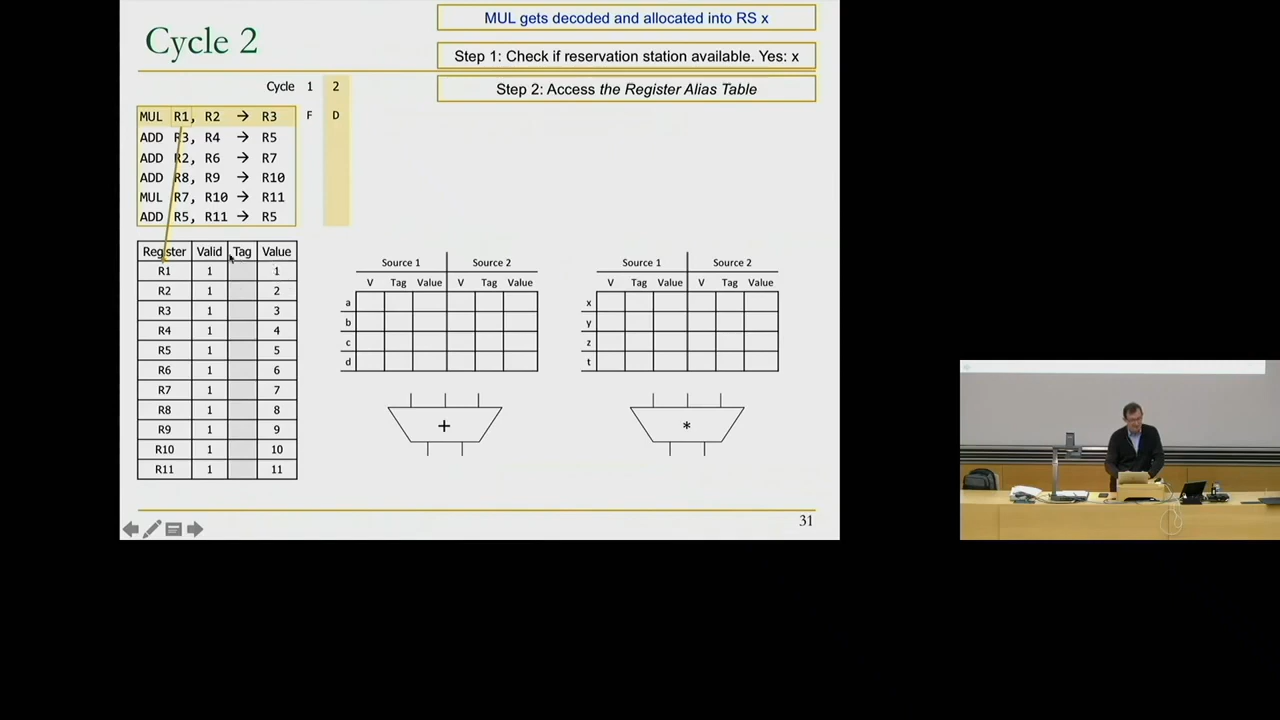 MUL gets decoded and allocated into RS x
Cycle 2
Step 1: Check if reservation station available. Yes: x
Step 2: Access the Register Alias Table
Cycle 1 2
MUL R1, R2 → R3 F D
ADD R3, R4 → R5
ADD R2, R6 → R7
ADD R8, R9 → R10
MUL R7, R10 → R11
ADD R5, R11 → R5
Register Valid Tag Value
R1 1 1
R2 1 2
R3 1 3
R4 1 4
R5 1 5
R6 1 6
R7 1 7
R8 1 8
R9 1 9
R10 1 10
R11 1 11
Source 1 Source 2
V Tag Value V Tag Value
a
b
c
d
+
Source 1 Source 2
V Tag Value V Tag Value
x
y
z
t
*
31